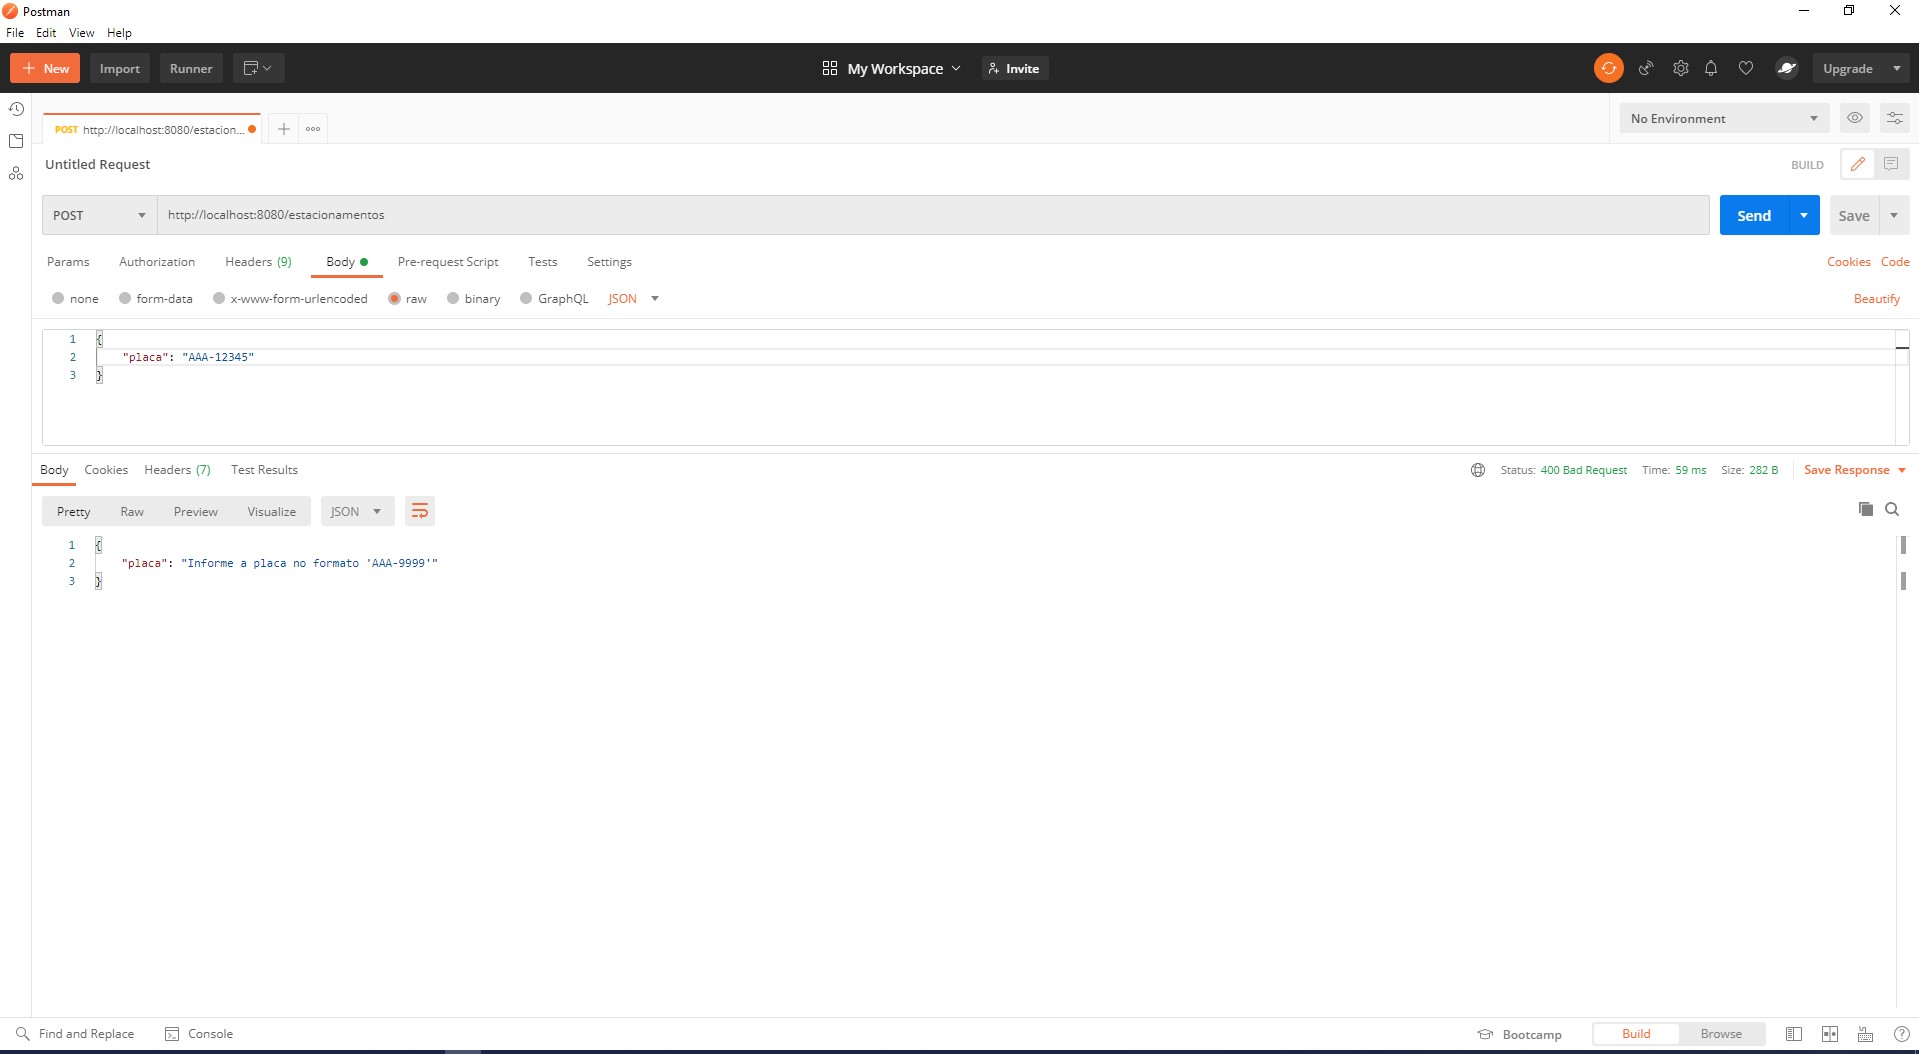 Postman
File Edit View Help
New Import Runner My Workspace Invite Upgrade
POST http://localhost:8080/estacion... No Environment
Untitled Request BUILD
POST http://localhost:8080/estacionamentos Send Save
Params Authorization Headers (9) Body Pre-request Script Tests Settings Cookies Code
none form-data x-www-form-urlencoded raw binary GraphQL JSON Beautify
1 {
2 "placa": "AAA-12345"
3 }
Body Cookies Headers (7) Test Results Status: 400 Bad Request Time: 59 ms Size: 282 B Save Response
Pretty Raw Preview Visualize JSON
1 {
2 "placa": "Informe a placa no formato 'AAA-9999'"
3 }
Find and Replace Console Bootcamp Build Browse